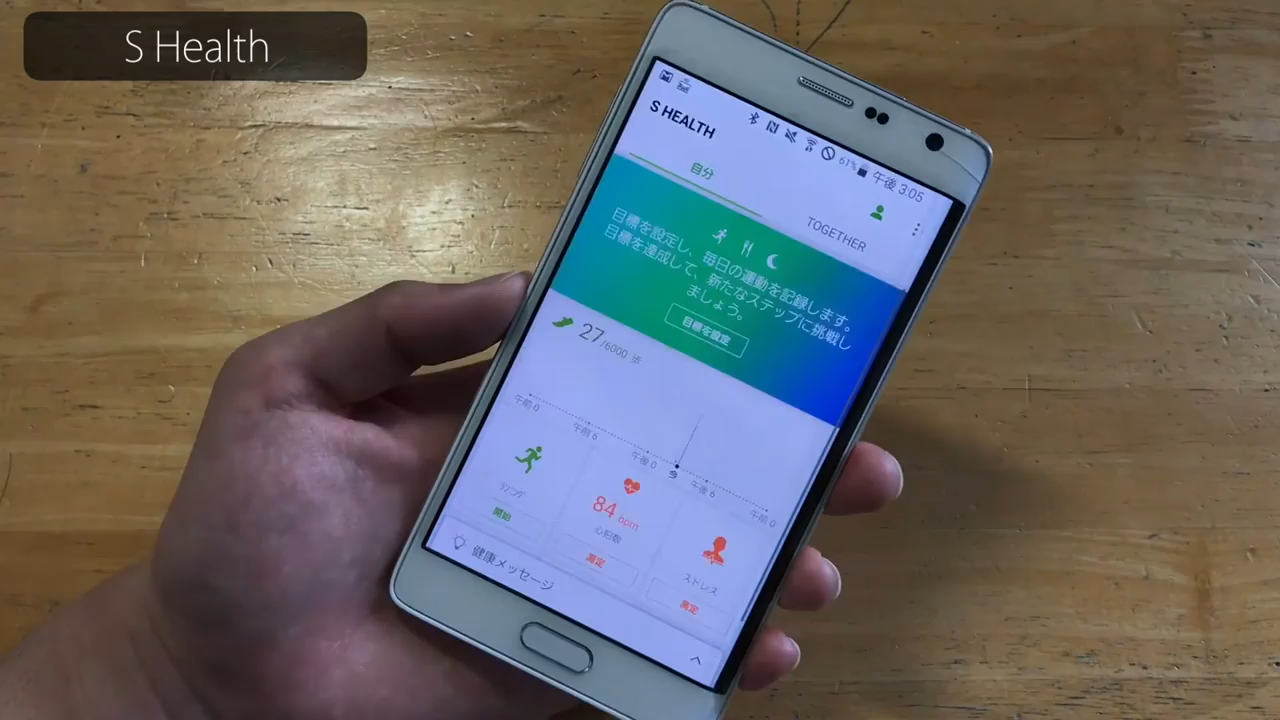 S Health
61% 午後 3:05
S HEALTH
自分
TOGETHER
目標を設定し、毎日の運動を記録します。
目標を達成して、新たなステップに挑戦し
ましょう。
目標を設定
27/6000 歩
午前 0
午前 6
午後 0
今
午後 6
午前 0
ランニング
開始
84 bpm
心拍数
測定
ストレス
測定
健康メッセージ